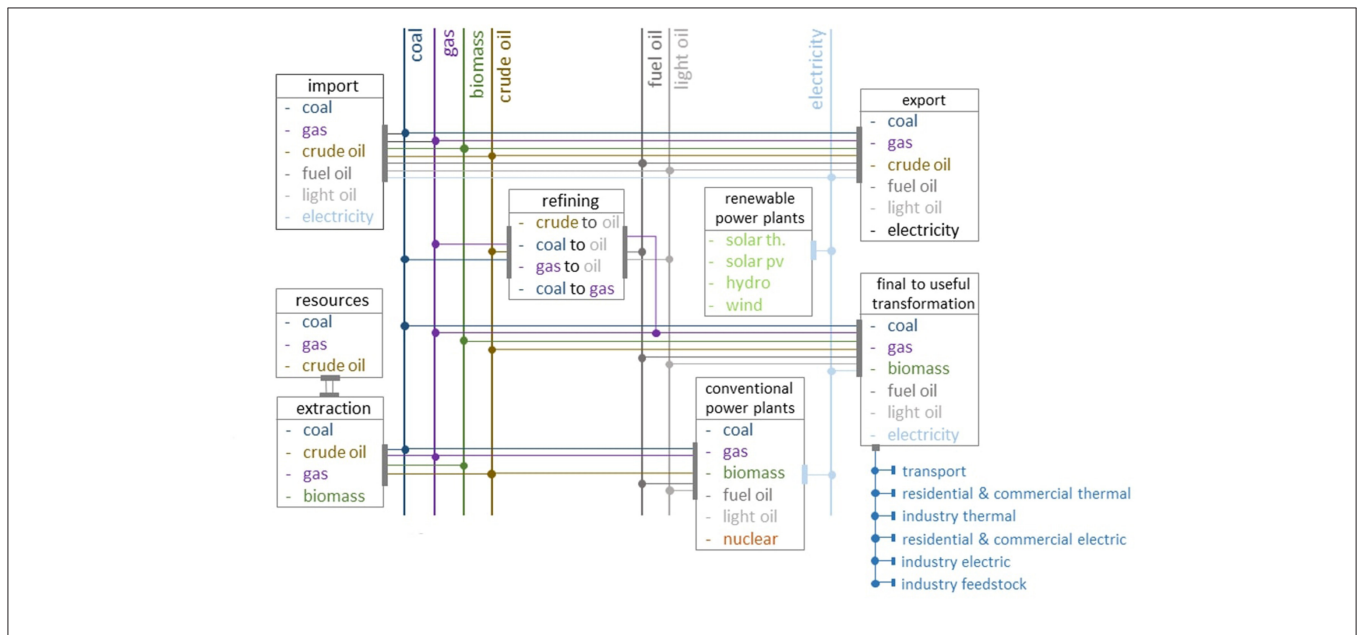 coal
gas
biomass
crude oil
fuel oil
light oil
electricity
import
- coal
- gas
- crude oil
- fuel oil
- light oil
- electricity
export
- coal
- gas
- crude oil
- fuel oil
- light oil
- electricity
refining
- crude to oil
- coal to oil
- gas to oil
- coal to gas
renewable
power plants
- solar th.
- solar pv
- hydro
- wind
resources
- coal
- gas
- crude oil
final to useful
transformation
- coal
- gas
- biomass
- fuel oil
- light oil
- electricity
extraction
- coal
- crude oil
- gas
- biomass
conventional
power plants
- coal
- gas
- biomass
- fuel oil
- light oil
- nuclear
transport
residential & commercial thermal
industry thermal
residential & commercial electric
industry electric
industry feedstock